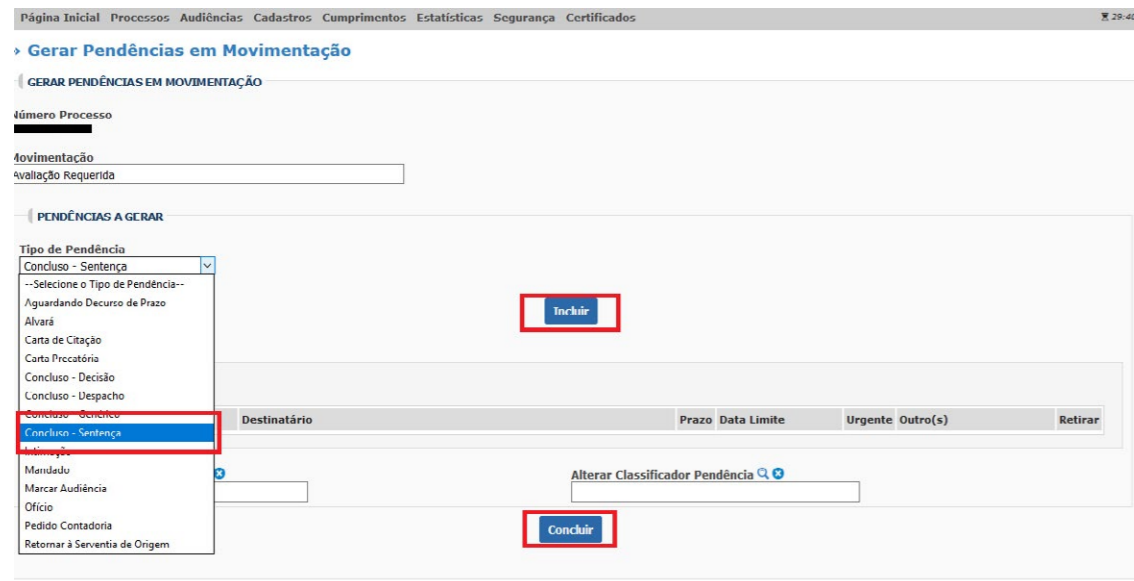 Página Inicial Processos Audiências Cadastros Cumprimentos Estatísticas Segurança Certificados 29:40
› Gerar Pendências em Movimentação
GERAR PENDÊNCIAS EM MOVIMENTAÇÃO
Número Processo
Movimentação
Avaliação Requerida
PENDÊNCIAS A GERAR
Tipo de Pendência
Concluso - Sentença
--Selecione o Tipo de Pendência--
Aguardando Decurso de Prazo
Alvará
Carta de Citação
Carta Precatória
Concluso - Decisão
Concluso - Despacho
Concluso - Genérico
Concluso - Sentença
Intimação
Mandado
Marcar Audiência
Ofício
Pedido Contadoria
Retornar à Serventia de Origem
Incluir
Destinatário Prazo Data Limite Urgente Outro(s) Retirar
Alterar Classificador Pendência
Concluir